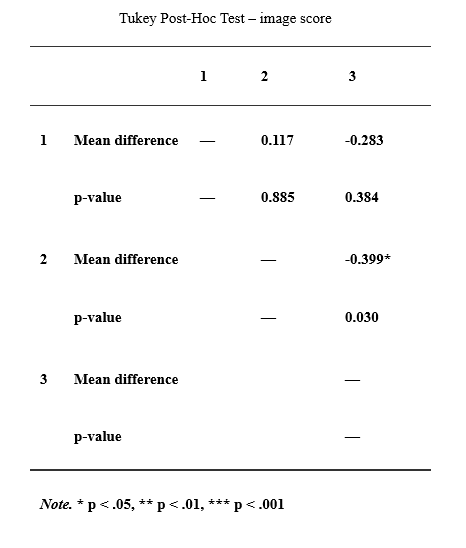 Tukey Post-Hoc Test – image score
1 2 3
1 Mean difference — 0.117 -0.283
p-value — 0.885 0.384
2 Mean difference — -0.399*
p-value — 0.030
3 Mean difference —
p-value —
Note. * p < .05, ** p < .01, *** p < .001